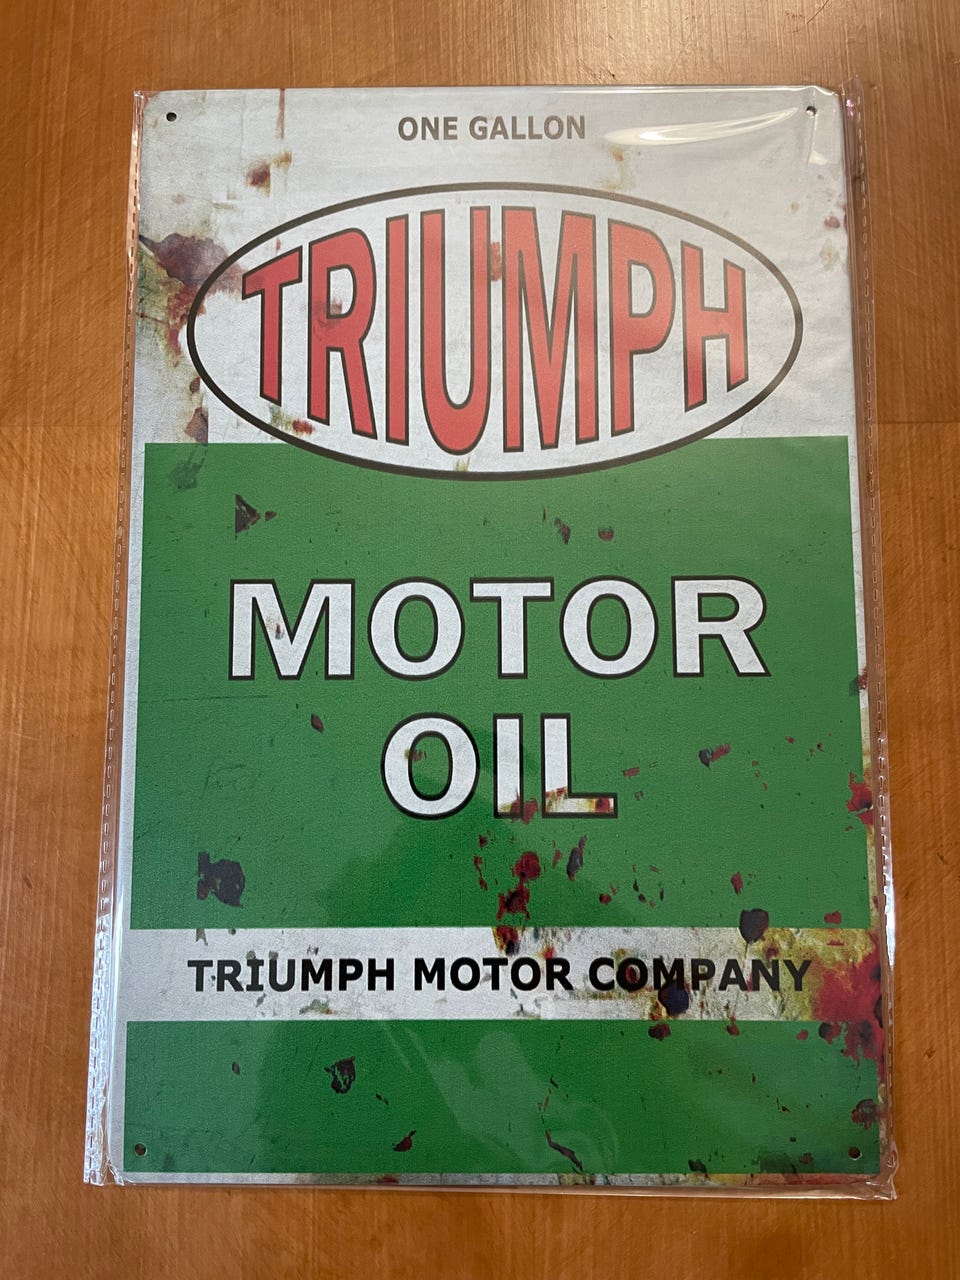 ONE GALLON
TRIUMPH
MOTOR
OIL
TRIUMPH MOTOR COMPANY